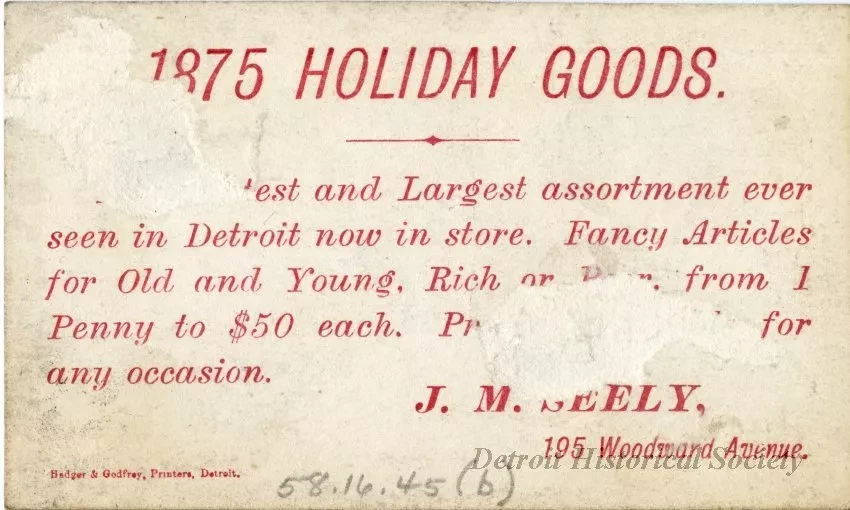 1875 HOLIDAY GOODS.
and Largest assortment ever
seen in Detroit now in store. Fancy Articles
for Old and Young, Rich or Poor, from 1
Penny to $50 each. for
any occasion.
J. M. SEELY,
195 Woodward Avenue.
Badger & Godfrey, Printers, Detroit.
Detroit Historical Society
58.16.45 (b)